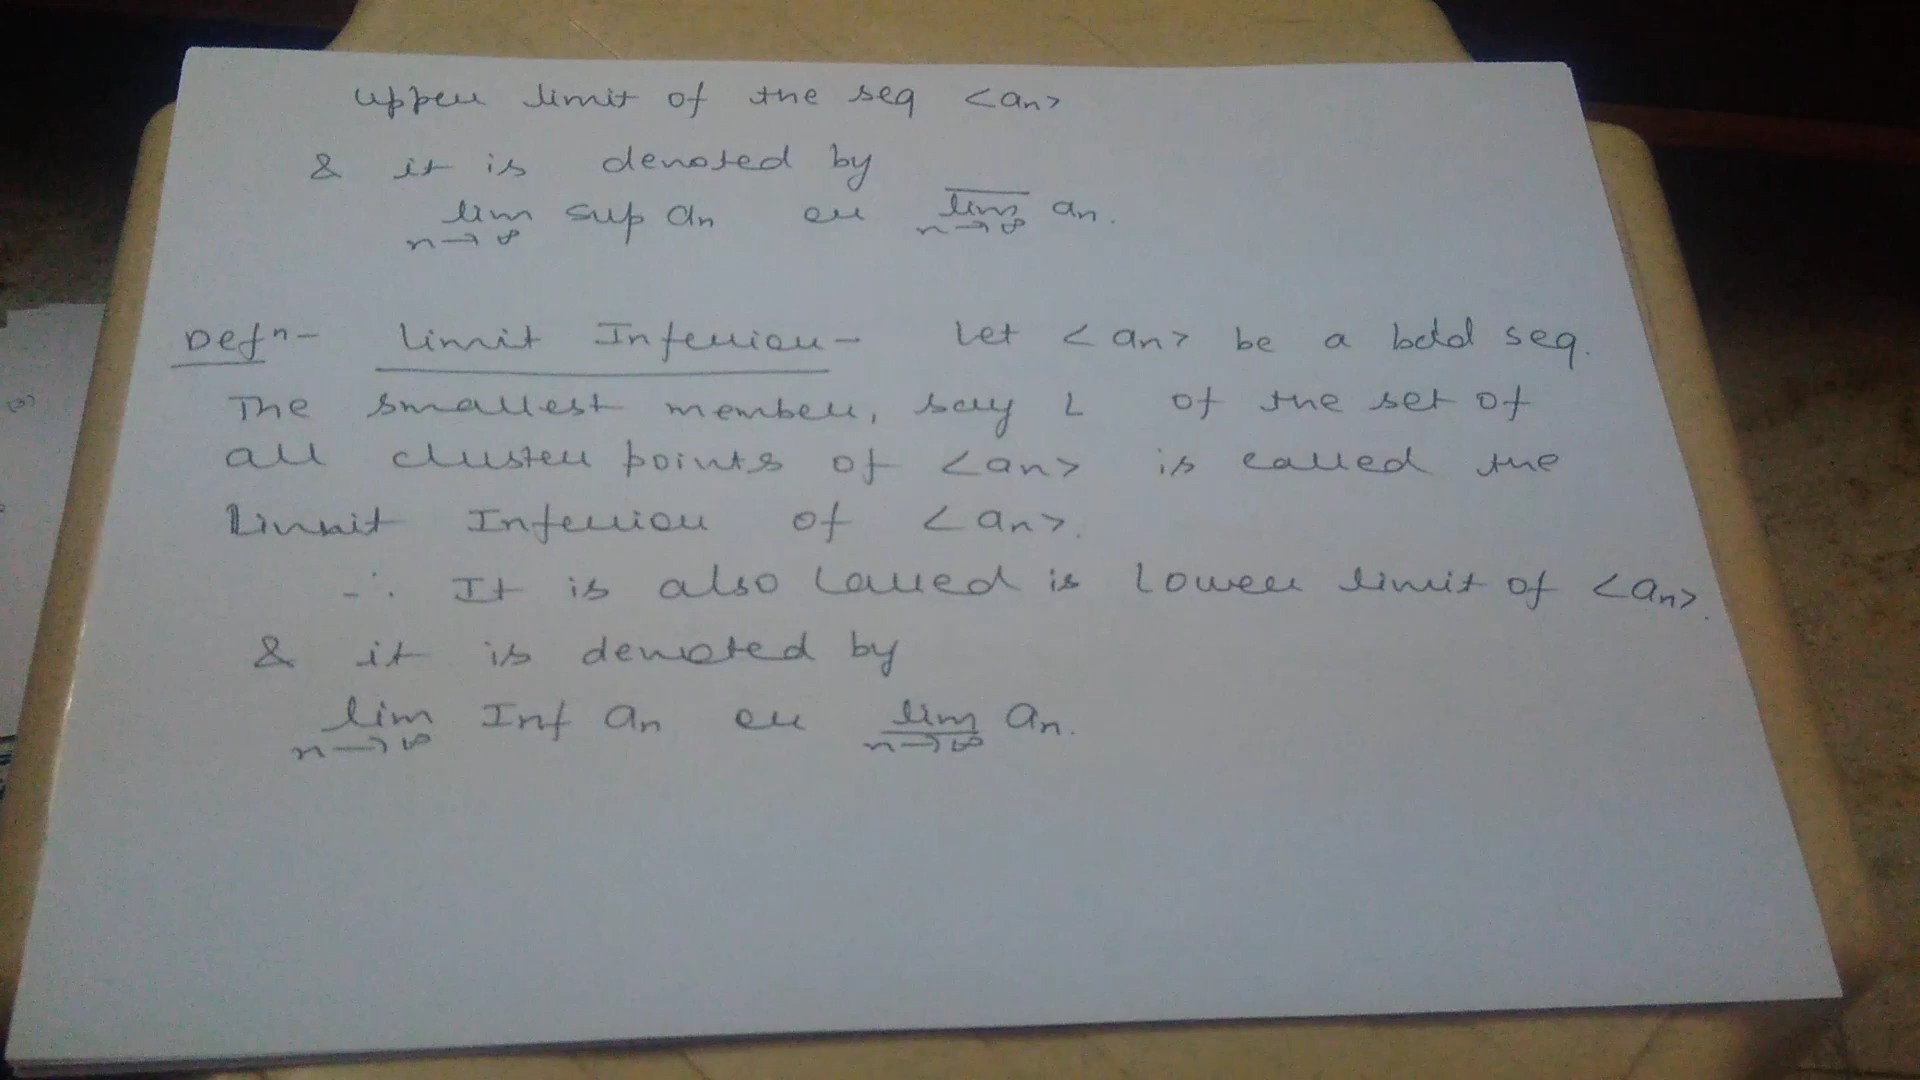 upper limit of the seq <an>
& it is denoted by
lim sup an or lim an.
n→∞ n→∞
Defn- Limit Inferior- Let <an> be a bdd seq.
The smallest member, say L of the set of
all cluster points of <an> is called the
Limit Inferior of <an>.
∴ It is also called is Lower limit of <an>.
& it is denoted by
lim Inf an or lim an.
n→∞ n→∞